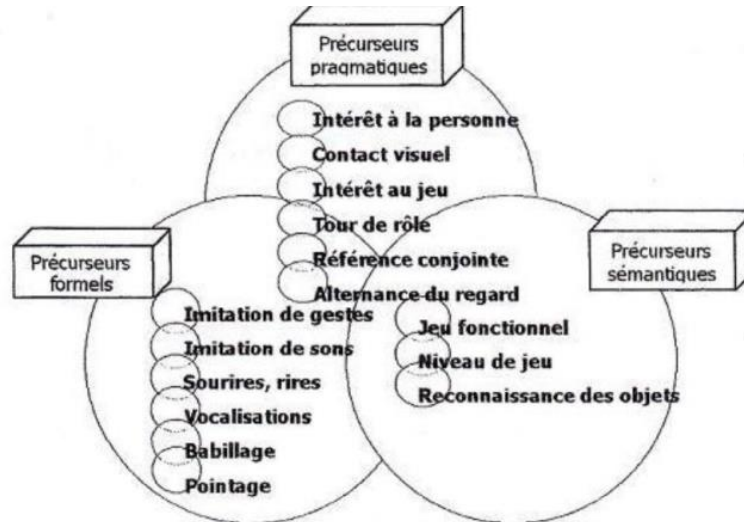 Précurseurs
pragmatiques
Intérêt à la personne
Contact visuel
Intérêt au jeu
Tour de rôle
Référence conjointe
Alternance du regard
Précurseurs
formels
Imitation de gestes
Imitation de sons
Sourires, rires
Vocalisations
Babillage
Pointage
Précurseurs
sémantiques
Jeu fonctionnel
Niveau de jeu
Reconnaissance des objets